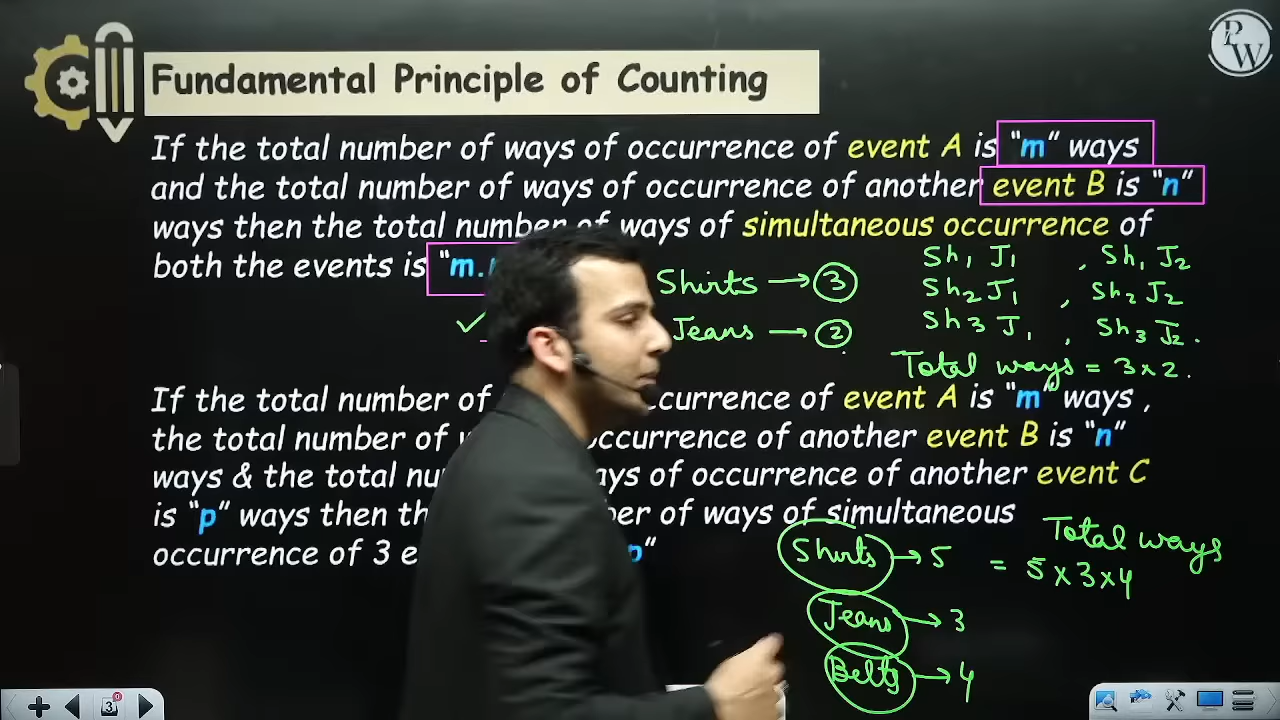 PW
Fundamental Principle of Counting
If the total number of ways of occurrence of event A is "m" ways
and the total number of ways of occurrence of another event B is "n"
ways then the total number of ways of simultaneous occurrence of
both the events is "m.
Shirts → 3
Jeans → 2
Sh1 J1 , Sh1 J2
Sh2 J1 , Sh2 J2
Sh3 J1 , Sh3 J2.
Total ways = 3 x 2.
If the total number of occurrence of event A is "m" ways ,
the total number of occurrence of another event B is "n"
ways & the total ways of occurrence of another event C
is "p" ways then of ways of simultaneous
occurrence of 3 p"
Shirts → 5
Jeans → 3
Belts → 4
Total ways
= 5 x 3 x 4
3
0